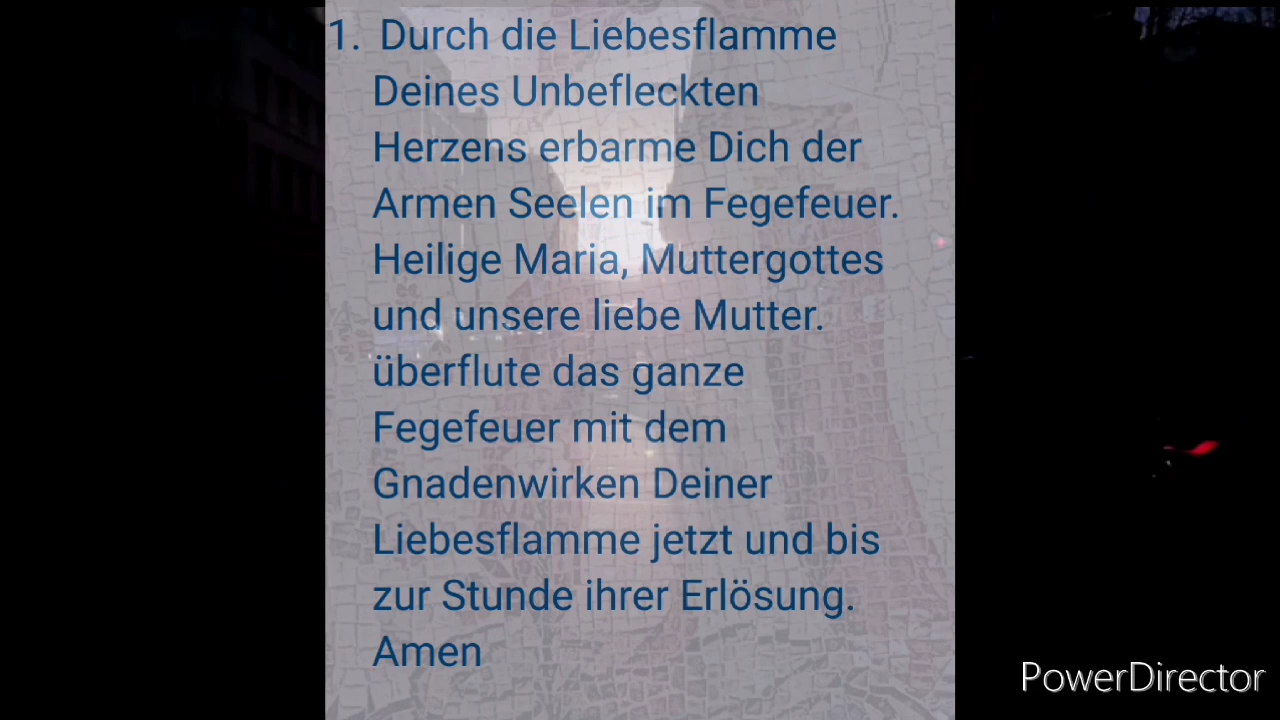 1. Durch die Liebesflamme
Deines Unbefleckten
Herzens erbarme Dich der
Armen Seelen im Fegefeuer.
Heilige Maria, Muttergottes
und unsere liebe Mutter.
überflute das ganze
Fegefeuer mit dem
Gnadenwirken Deiner
Liebesflamme jetzt und bis
zur Stunde ihrer Erlösung.
Amen
PowerDirector